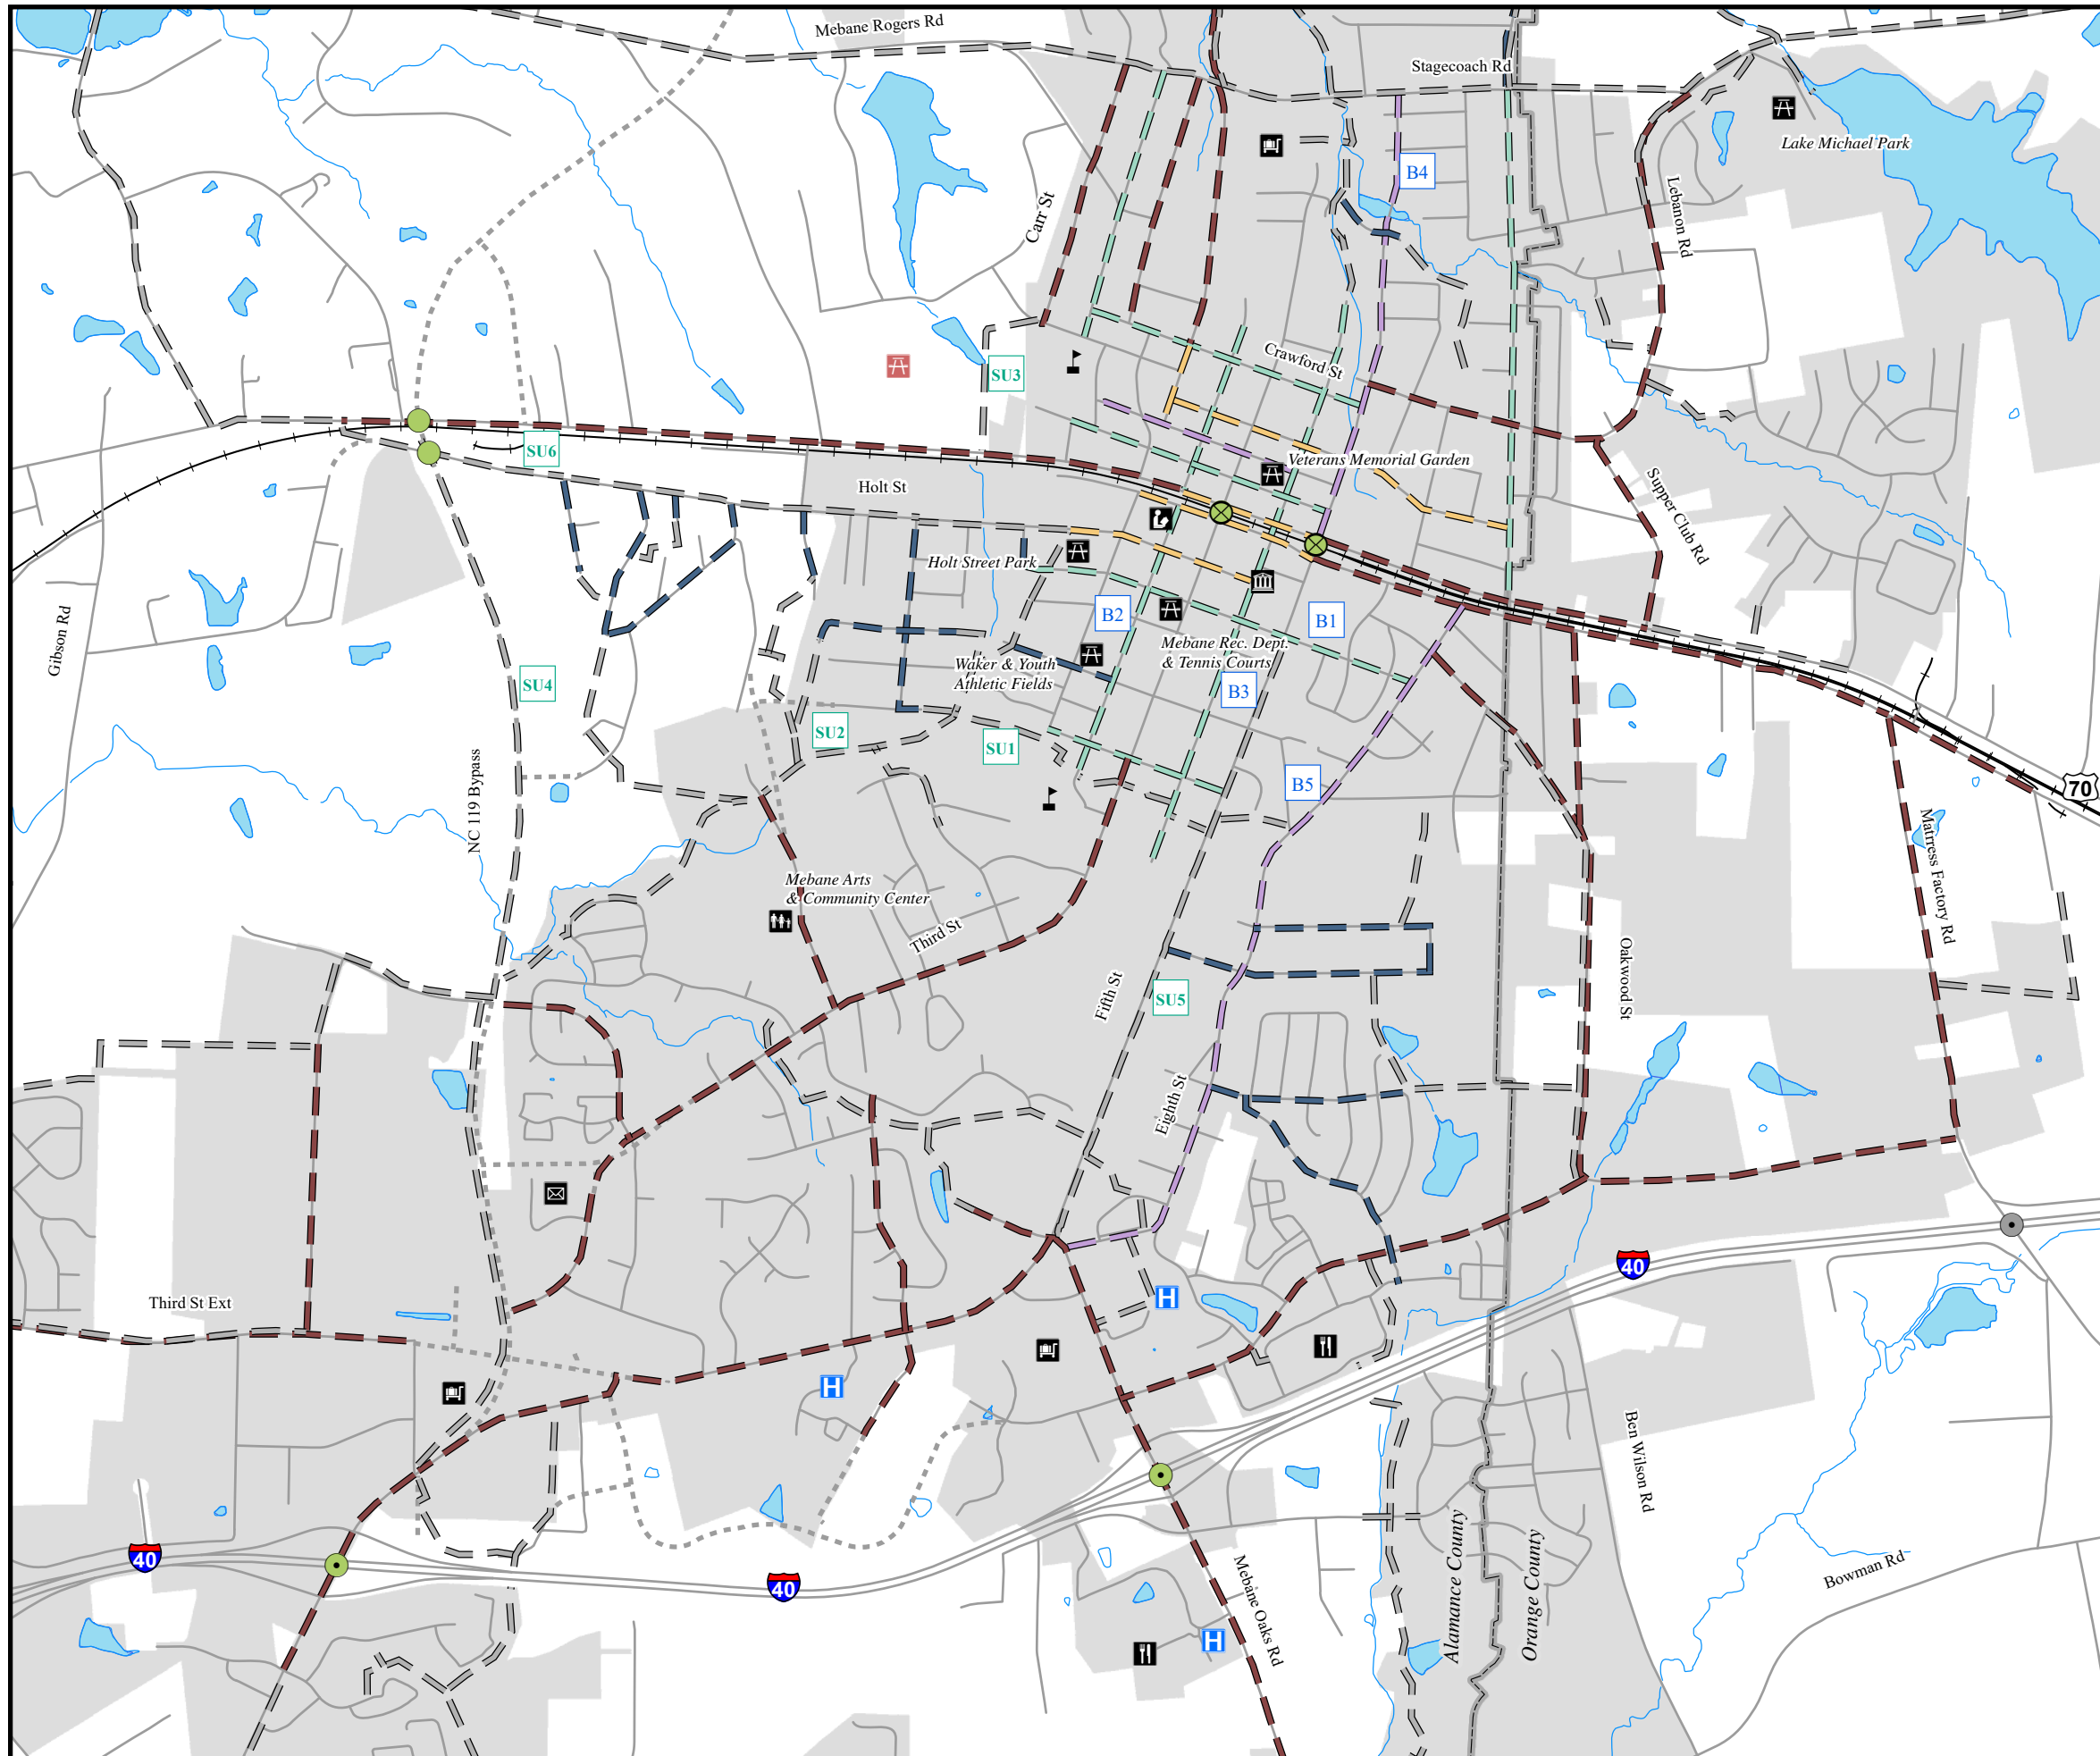 Mebane Rogers Rd
Stagecoach Rd
Lake Michael Park
B4
Lebanon Rd
Carr St
SU3
Crawford St
SU6
Veterans Memorial Garden
Holt St
Supper Club Rd
Holt Street Park
B2
B1
Gibson Rd
Mebane Rec. Dept.
& Tennis Courts
Waker & Youth
Athletic Fields
SU4
B3
SU2
SU1
B5
70
NC 119 Bypass
Matress Factory Rd
Mebane Arts
& Community Center
Third St
Oakwood St
Fifth St
SU5
Eighth St
H
40
Third St Ext
H
Ben Wilson Rd
40
40
Alamance County
Orange County
Bowman Rd
Mebane Oaks Rd
H